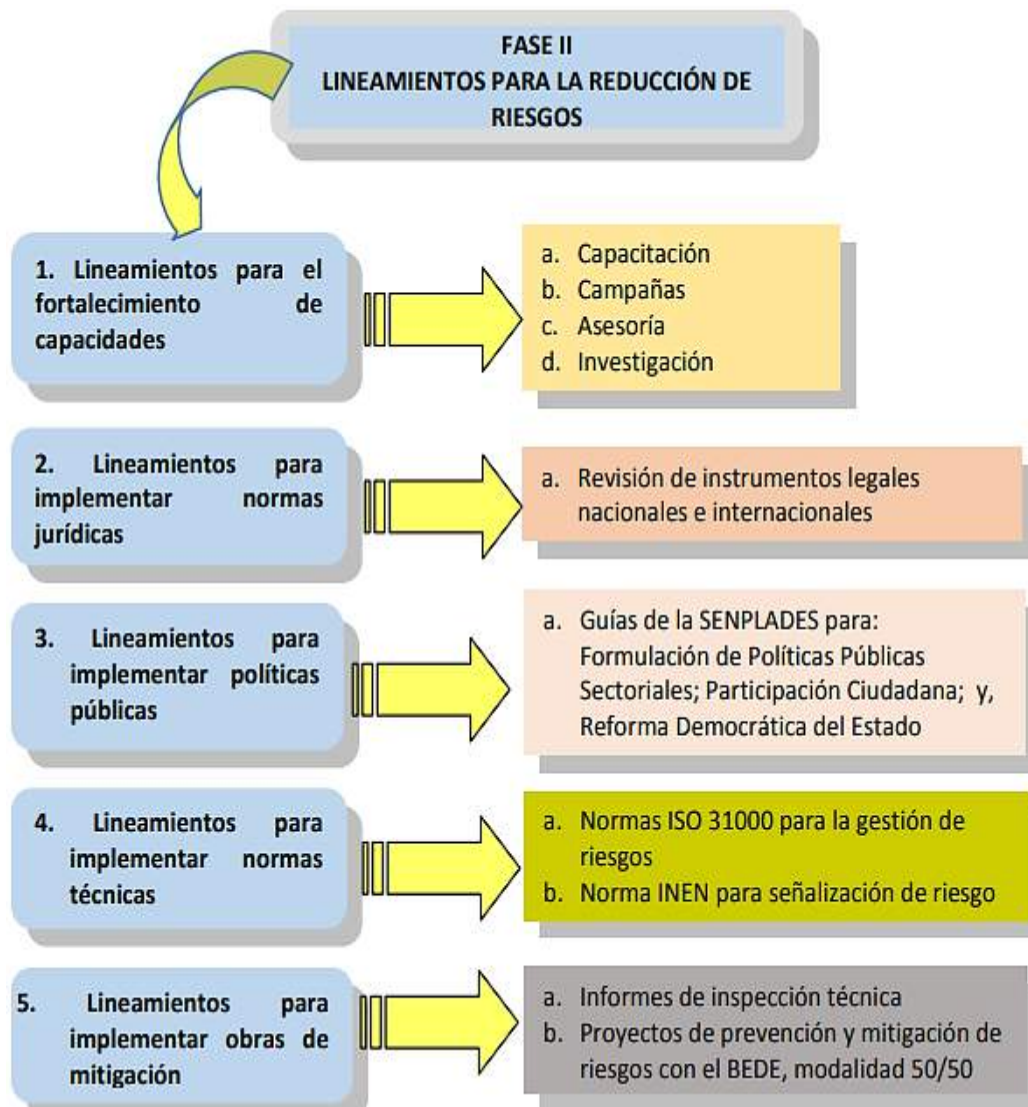 FASE II
LINEAMIENTOS PARA LA REDUCCIÓN DE
RIESGOS
1. Lineamientos para el
fortalecimiento de
capacidades
a. Capacitación
b. Campañas
c. Asesoría
d. Investigación
2. Lineamientos para
implementar normas
jurídicas
a. Revisión de instrumentos legales
nacionales e internacionales
3. Lineamientos para
implementar políticas
públicas
a. Guías de la SENPLADES para:
Formulación de Políticas Públicas
Sectoriales; Participación Ciudadana; y,
Reforma Democrática del Estado
4. Lineamientos para
implementar normas
técnicas
a. Normas ISO 31000 para la gestión de
riesgos
b. Norma INEN para señalización de riesgo
5. Lineamientos para
implementar obras de
mitigación
a. Informes de inspección técnica
b. Proyectos de prevención y mitigación de
riesgos con el BEDE, modalidad 50/50